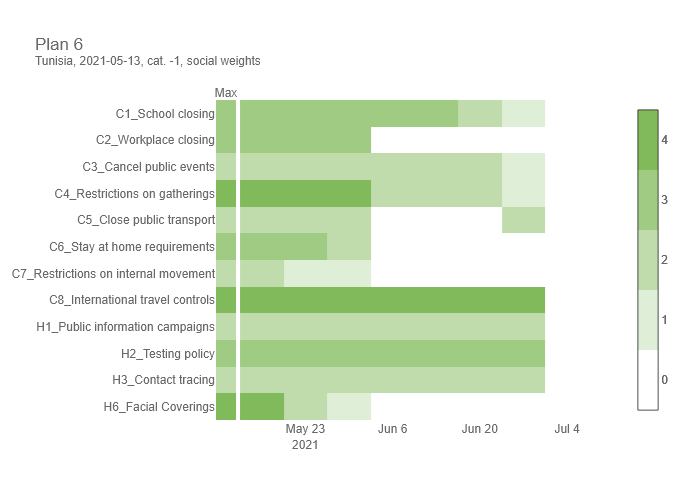 Plan 6
Tunisia, 2021-05-13, cat. -1, social weights
Max
C1_School closing
C2_Workplace closing
C3_Cancel public events
C4_Restrictions on gatherings
C5_Close public transport
C6_Stay at home requirements
C7_Restrictions on internal movement
C8_International travel controls
H1_Public information campaigns
H2_Testing policy
H3_Contact tracing
H6_Facial Coverings
May 23
2021
Jun 6
Jun 20
Jul 4
4
3
2
1
0